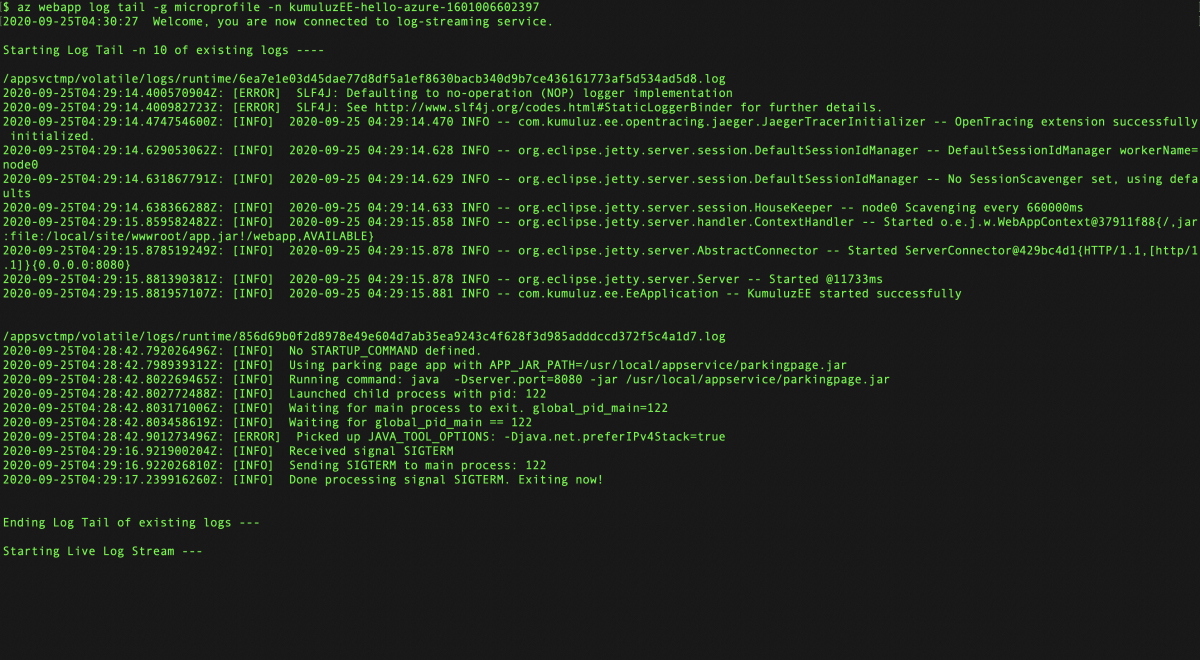 $ az webapp log tail -g microprofile -n kumuluzEE-hello-azure-1601006602397
2020-09-25T04:30:27  Welcome, you are now connected to log-streaming service.
Starting Log Tail -n 10 of existing logs ----
/appsvctmp/volatile/logs/runtime/6ea7e1e03d45dae77d8df5a1ef8630bacb340d9b7ce436161773af5d534ad5d8.log
2020-09-25T04:29:14.400570904Z: [ERROR]  SLF4J: Defaulting to no-operation (NOP) logger implementation
2020-09-25T04:29:14.400982723Z: [ERROR]  SLF4J: See http://www.slf4j.org/codes.html#StaticLoggerBinder for further details.
2020-09-25T04:29:14.474754600Z: [INFO]  2020-09-25 04:29:14.470 INFO -- com.kumuluz.ee.opentracing.jaeger.JaegerTracerInitializer -- OpenTracing extension successfully
 initialized.
2020-09-25T04:29:14.629053062Z: [INFO]  2020-09-25 04:29:14.628 INFO -- org.eclipse.jetty.server.session.DefaultSessionIdManager -- DefaultSessionIdManager workerName=
node0
2020-09-25T04:29:14.631867791Z: [INFO]  2020-09-25 04:29:14.629 INFO -- org.eclipse.jetty.server.session.DefaultSessionIdManager -- No SessionScavenger set, using defa
ults
2020-09-25T04:29:14.638366288Z: [INFO]  2020-09-25 04:29:14.633 INFO -- org.eclipse.jetty.server.session.HouseKeeper -- node0 Scavenging every 660000ms
2020-09-25T04:29:15.859582482Z: [INFO]  2020-09-25 04:29:15.858 INFO -- org.eclipse.jetty.server.handler.ContextHandler -- Started o.e.j.w.WebAppContext@37911f88{/,jar
:file:/local/site/wwwroot/app.jar!/webapp,AVAILABLE}
2020-09-25T04:29:15.878519249Z: [INFO]  2020-09-25 04:29:15.878 INFO -- org.eclipse.jetty.server.AbstractConnector -- Started ServerConnector@429bc4d1{HTTP/1.1,[http/1
.1]}{0.0.0.0:8080}
2020-09-25T04:29:15.881390381Z: [INFO]  2020-09-25 04:29:15.878 INFO -- org.eclipse.jetty.server.Server -- Started @11733ms
2020-09-25T04:29:15.881957107Z: [INFO]  2020-09-25 04:29:15.881 INFO -- com.kumuluz.ee.EeApplication -- KumuluzEE started successfully
/appsvctmp/volatile/logs/runtime/856d69b0f2d8978e49e604d7ab35ea9243c4f628f3d985adddccd372f5c4a1d7.log
2020-09-25T04:28:42.792026496Z: [INFO]  No STARTUP_COMMAND defined.
2020-09-25T04:28:42.798939312Z: [INFO]  Using parking page app with APP_JAR_PATH=/usr/local/appservice/parkingpage.jar
2020-09-25T04:28:42.802269465Z: [INFO]  Running command: java  -Dserver.port=8080 -jar /usr/local/appservice/parkingpage.jar
2020-09-25T04:28:42.802772488Z: [INFO]  Launched child process with pid: 122
2020-09-25T04:28:42.803171006Z: [INFO]  Waiting for main process to exit. global_pid_main=122
2020-09-25T04:28:42.803458619Z: [INFO]  Waiting for global_pid_main == 122
2020-09-25T04:28:42.901273496Z: [ERROR]  Picked up JAVA_TOOL_OPTIONS: -Djava.net.preferIPv4Stack=true
2020-09-25T04:29:16.921900204Z: [INFO]  Received signal SIGTERM
2020-09-25T04:29:16.922026810Z: [INFO]  Sending SIGTERM to main process: 122
2020-09-25T04:29:17.239916260Z: [INFO]  Done processing signal SIGTERM. Exiting now!
Ending Log Tail of existing logs ---
Starting Live Log Stream ---